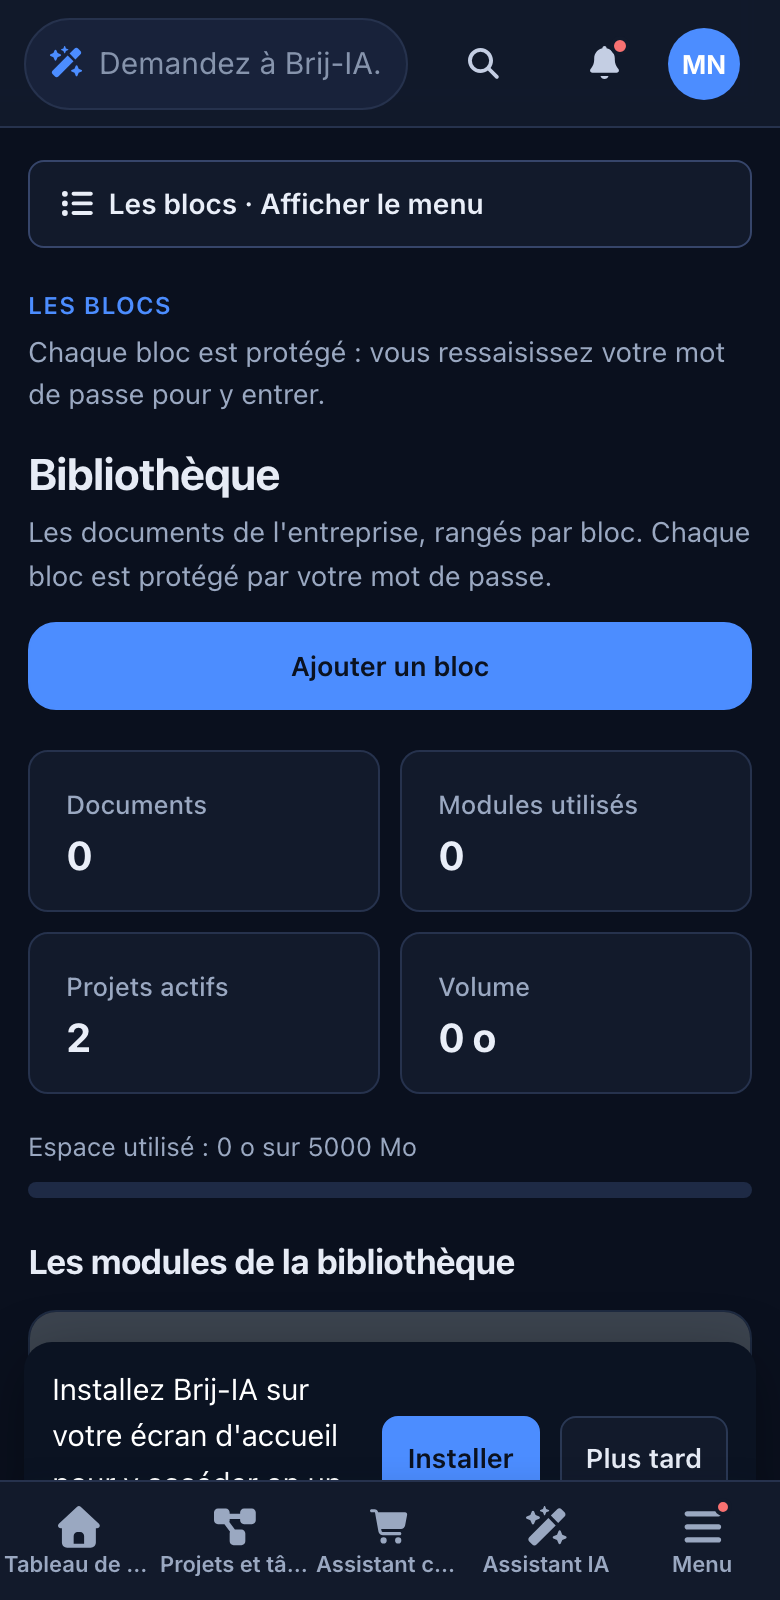 Demandez à Brij-IA.
MN
Les blocs · Afficher le menu
LES BLOCS
Chaque bloc est protégé : vous ressaisissez votre mot
de passe pour y entrer.
Bibliothèque
Les documents de l'entreprise, rangés par bloc. Chaque
bloc est protégé par votre mot de passe.
Ajouter un bloc
Documents
0
Modules utilisés
0
Projets actifs
2
Volume
0 o
Espace utilisé : 0 o sur 5000 Mo
Les modules de la bibliothèque
Installez Brij-IA sur
votre écran d'accueil
pour y accéder en un
Installer
Plus tard
Tableau de ...
Projets et tâ...
Assistant c...
Assistant IA
Menu